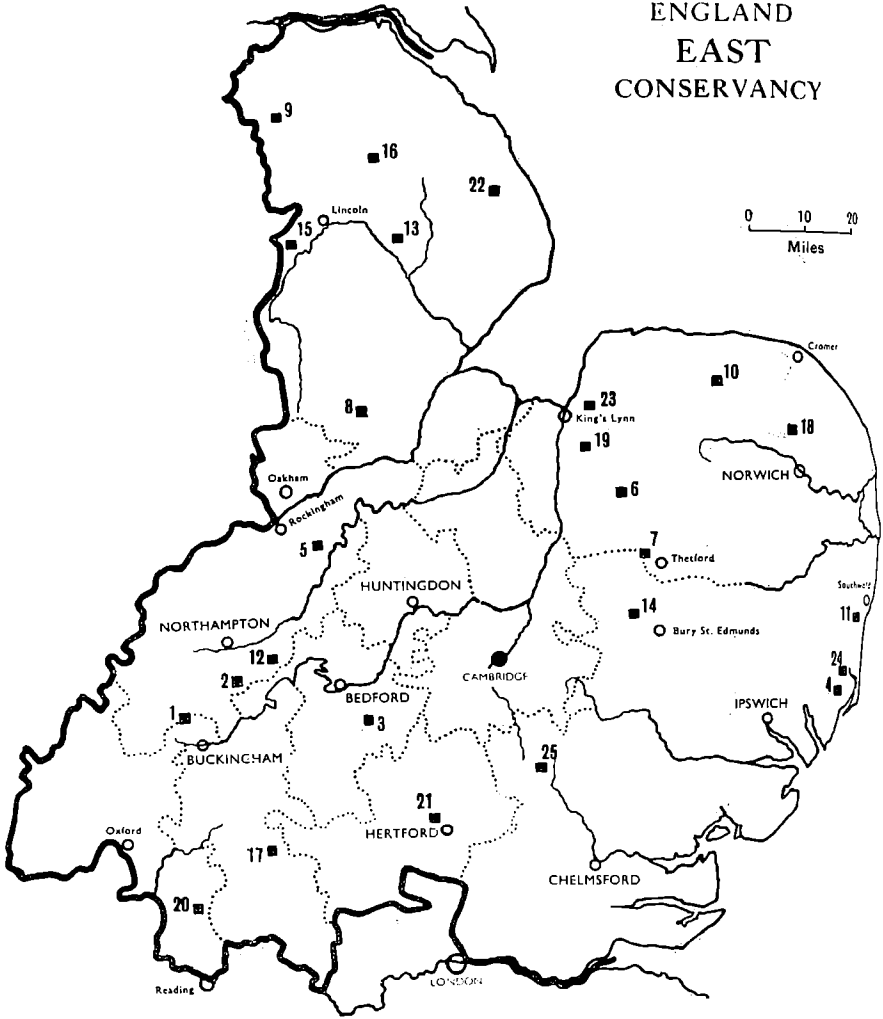 ENGLAND
EAST
CONSERVANCY
9
16
22
Lincoln
15
13
0 10 20
Miles
Cromer
10
8
23
King's Lynn
18
19
NORWICH
Oakham
6
Rockingham
5
7
Thetford
HUNTINGDON
Southwold
14
11
NORTHAMPTON
Bury St. Edmunds
12
24
CAMBRIDGE
2
4
BEDFORD
IPSWICH
1
3
BUCKINGHAM
25
21
Oxford
HERTFORD
17
CHELMSFORD
20
LONDON
Reading